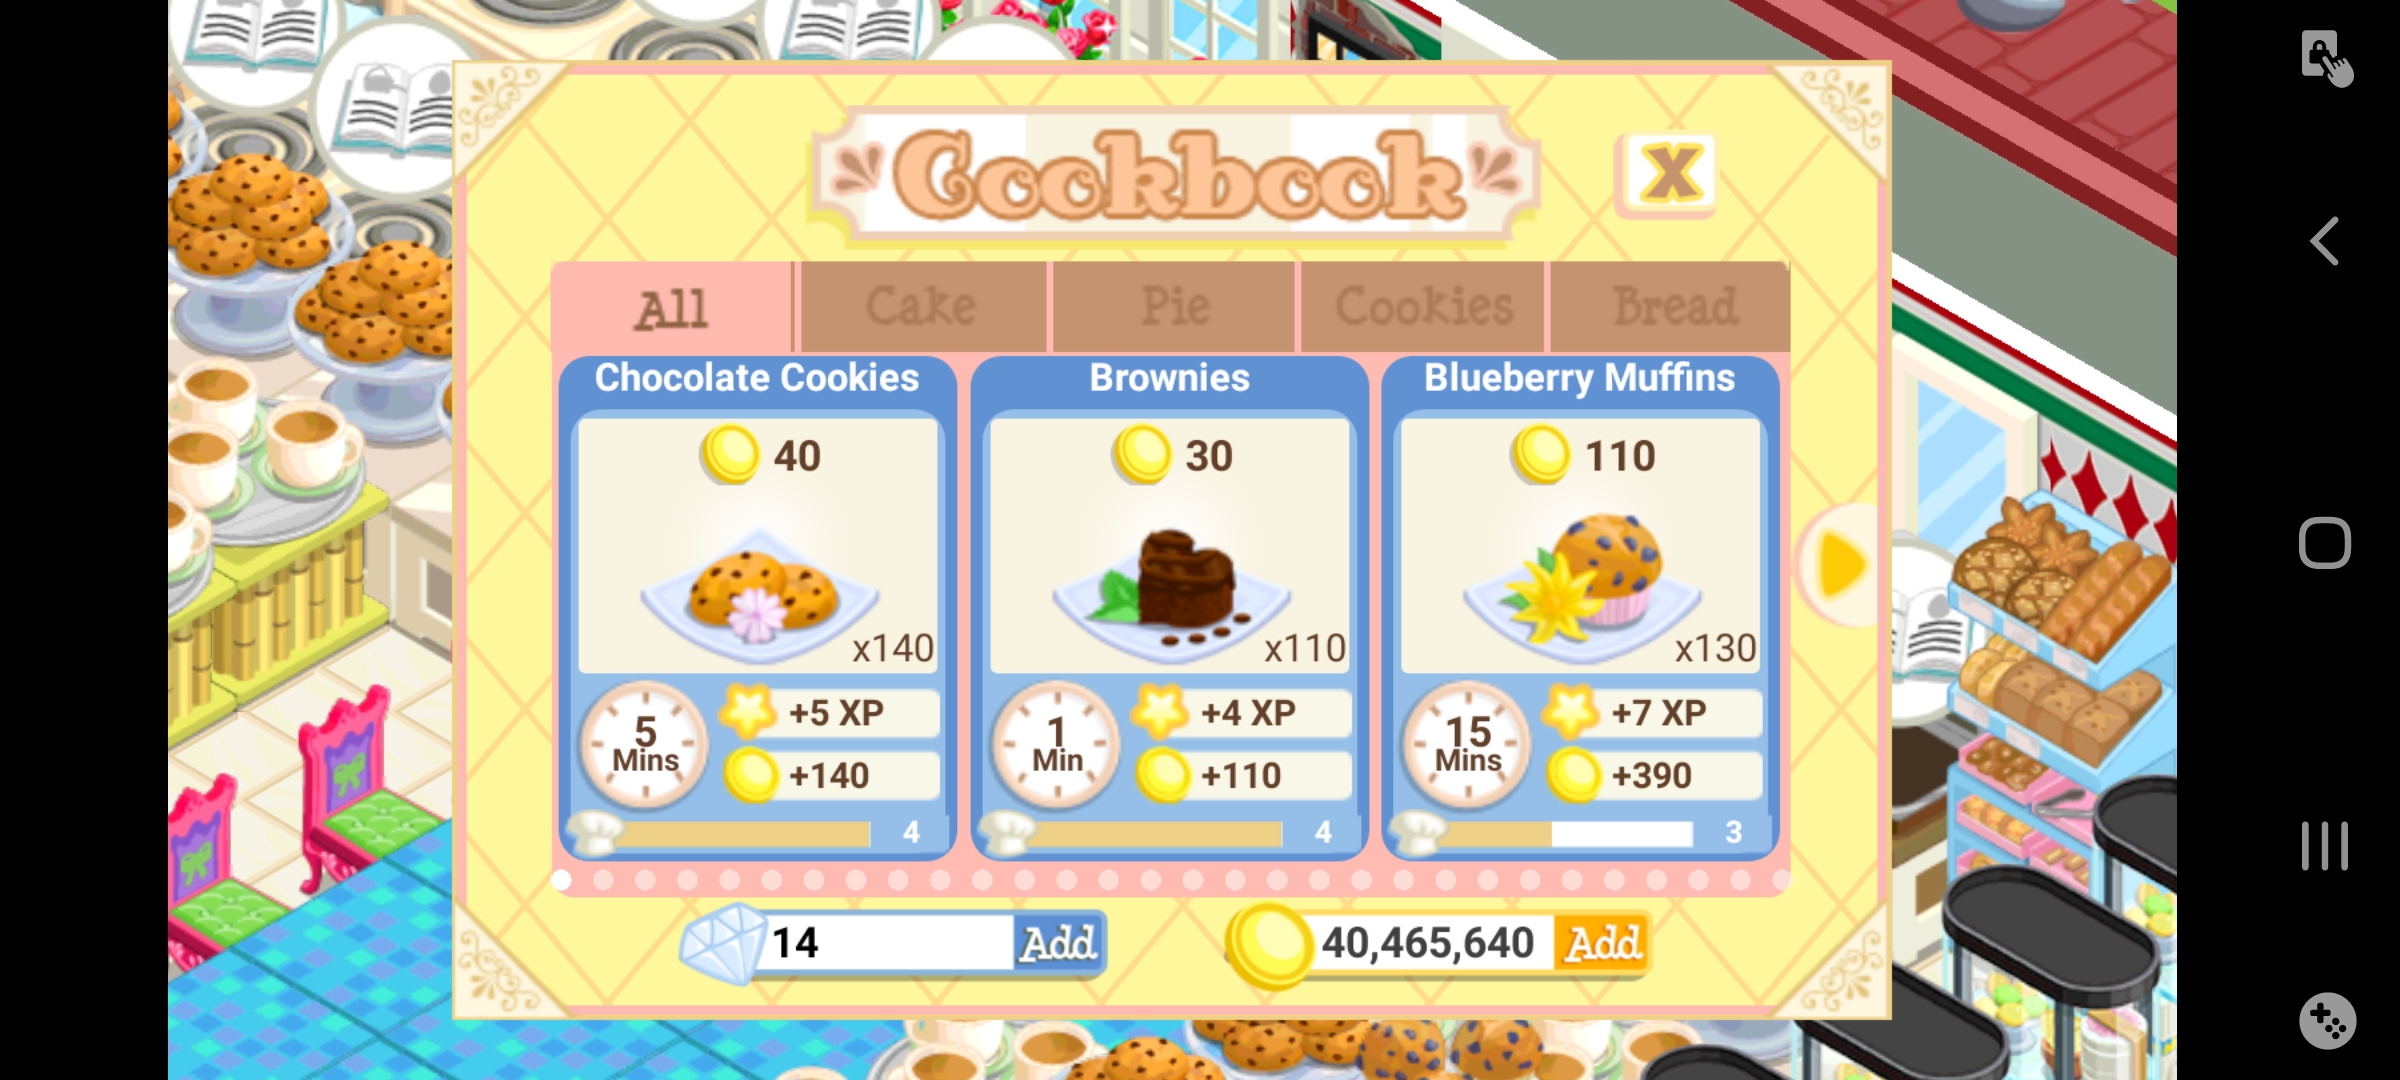 Cookbook
X
All Cake Pie Cookies Bread
Chocolate Cookies
40
x140
5 Mins
+5 XP
+140
4
Brownies
30
x110
1 Min
+4 XP
+110
4
Blueberry Muffins
110
x130
15 Mins
+7 XP
+390
3
14 Add
40,465,640 Add